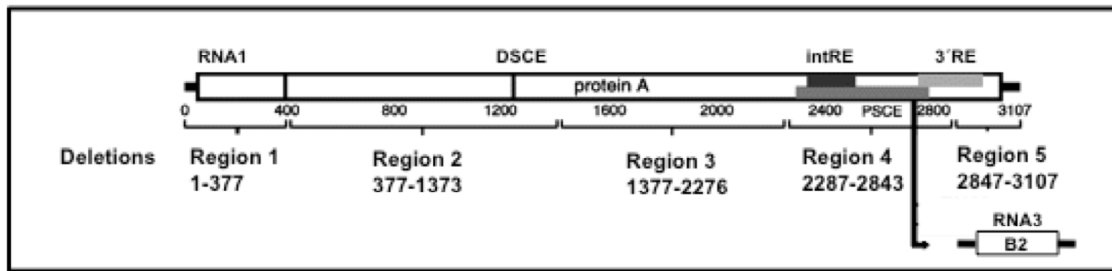 RNA1 DSCE intRE 3´RE
protein A
0 400 800 1200 1600 2000 2400 PSCE 2800 3107
Deletions Region 1 Region 2 Region 3 Region 4 Region 5
1-377 377-1373 1377-2276 2287-2843 2847-3107
RNA3
B2